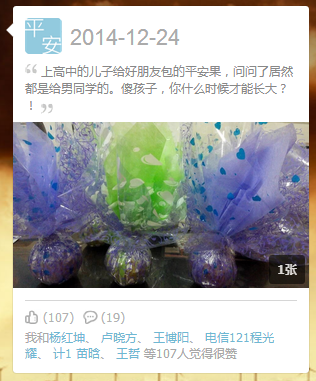 平安
2014-12-24
“ 上高中的儿子给好朋友包的平安果，问问了居然
都是给男同学的。傻孩子，你什么时候才能长大？
！ ”
1张
(107) (19)
我和杨红坤、 卢晓方、 王博阳、 电信121程光
耀、 计1 苗晗、 王哲 等107人觉得很赞